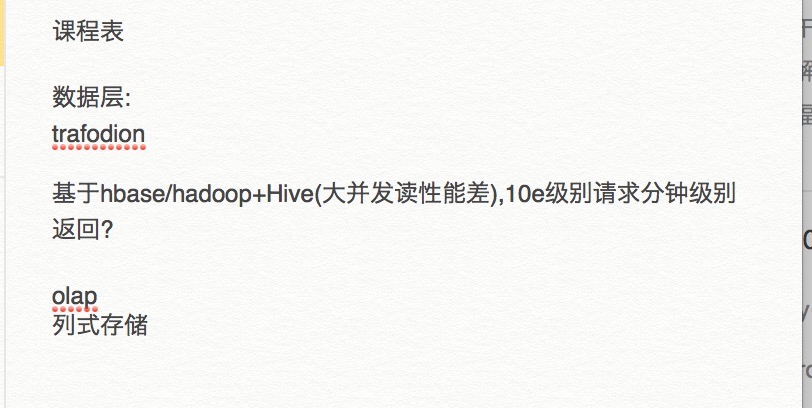 课程表
数据层:
trafodion
基于hbase/hadoop+Hive(大并发读性能差),10e级别请求分钟级别
返回?
olap
列式存储